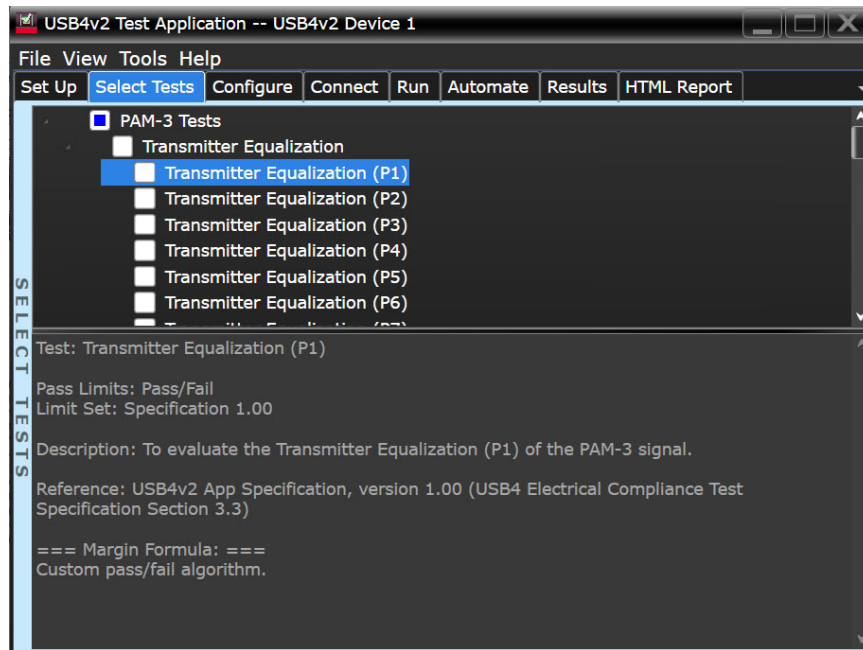 USB4v2 Test Application -- USB4v2 Device 1
File View Tools Help
Set Up Select Tests Configure Connect Run Automate Results HTML Report
PAM-3 Tests
Transmitter Equalization
Transmitter Equalization (P1)
Transmitter Equalization (P2)
Transmitter Equalization (P3)
Transmitter Equalization (P4)
Transmitter Equalization (P5)
Transmitter Equalization (P6)
Transmitter Equalization (P7)
SELECT TESTS
Test: Transmitter Equalization (P1)
Pass Limits: Pass/Fail
Limit Set: Specification 1.00
Description: To evaluate the Transmitter Equalization (P1) of the PAM-3 signal.
Reference: USB4v2 App Specification, version 1.00 (USB4 Electrical Compliance Test
Specification Section 3.3)
=== Margin Formula: ===
Custom pass/fail algorithm.